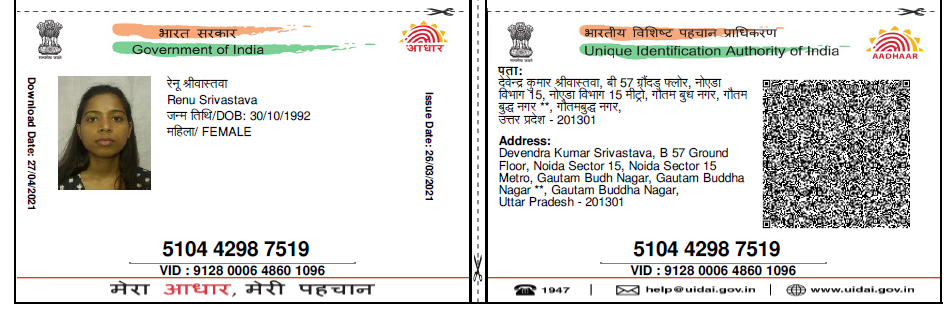 भारत सरकार
Government of India
आधार
Download Date: 27/04/2021
रेनू श्रीवास्तवा
Renu Srivastava
जन्म तिथि/DOB: 30/10/1992
महिला/ FEMALE
Issue Date: 26/03/2021
5104 4298 7519
VID : 9128 0006 4860 1096
मेरा आधार, मेरी पहचान
भारतीय विशिष्ट पहचान प्राधिकरण
Unique Identification Authority of India
AADHAAR
पता:
देवेन्द्र कुमार श्रीवास्तवा, बी 57 ग्रौंदड़ फ्लोर, नोएडा
विभाग 15, नोएडा विभाग 15 मीट्रो, गौतम बुध नगर, गौतम
बुद्ध नगर **, गौतमबुद्ध नगर,
उत्तर प्रदेश - 201301
Address:
Devendra Kumar Srivastava, B 57 Ground
Floor, Noida Sector 15, Noida Sector 15
Metro, Gautam Budh Nagar, Gautam Buddha
Nagar **, Gautam Buddha Nagar,
Uttar Pradesh - 201301
5104 4298 7519
VID : 9128 0006 4860 1096
1947 | help@uidai.gov.in | www.uidai.gov.in